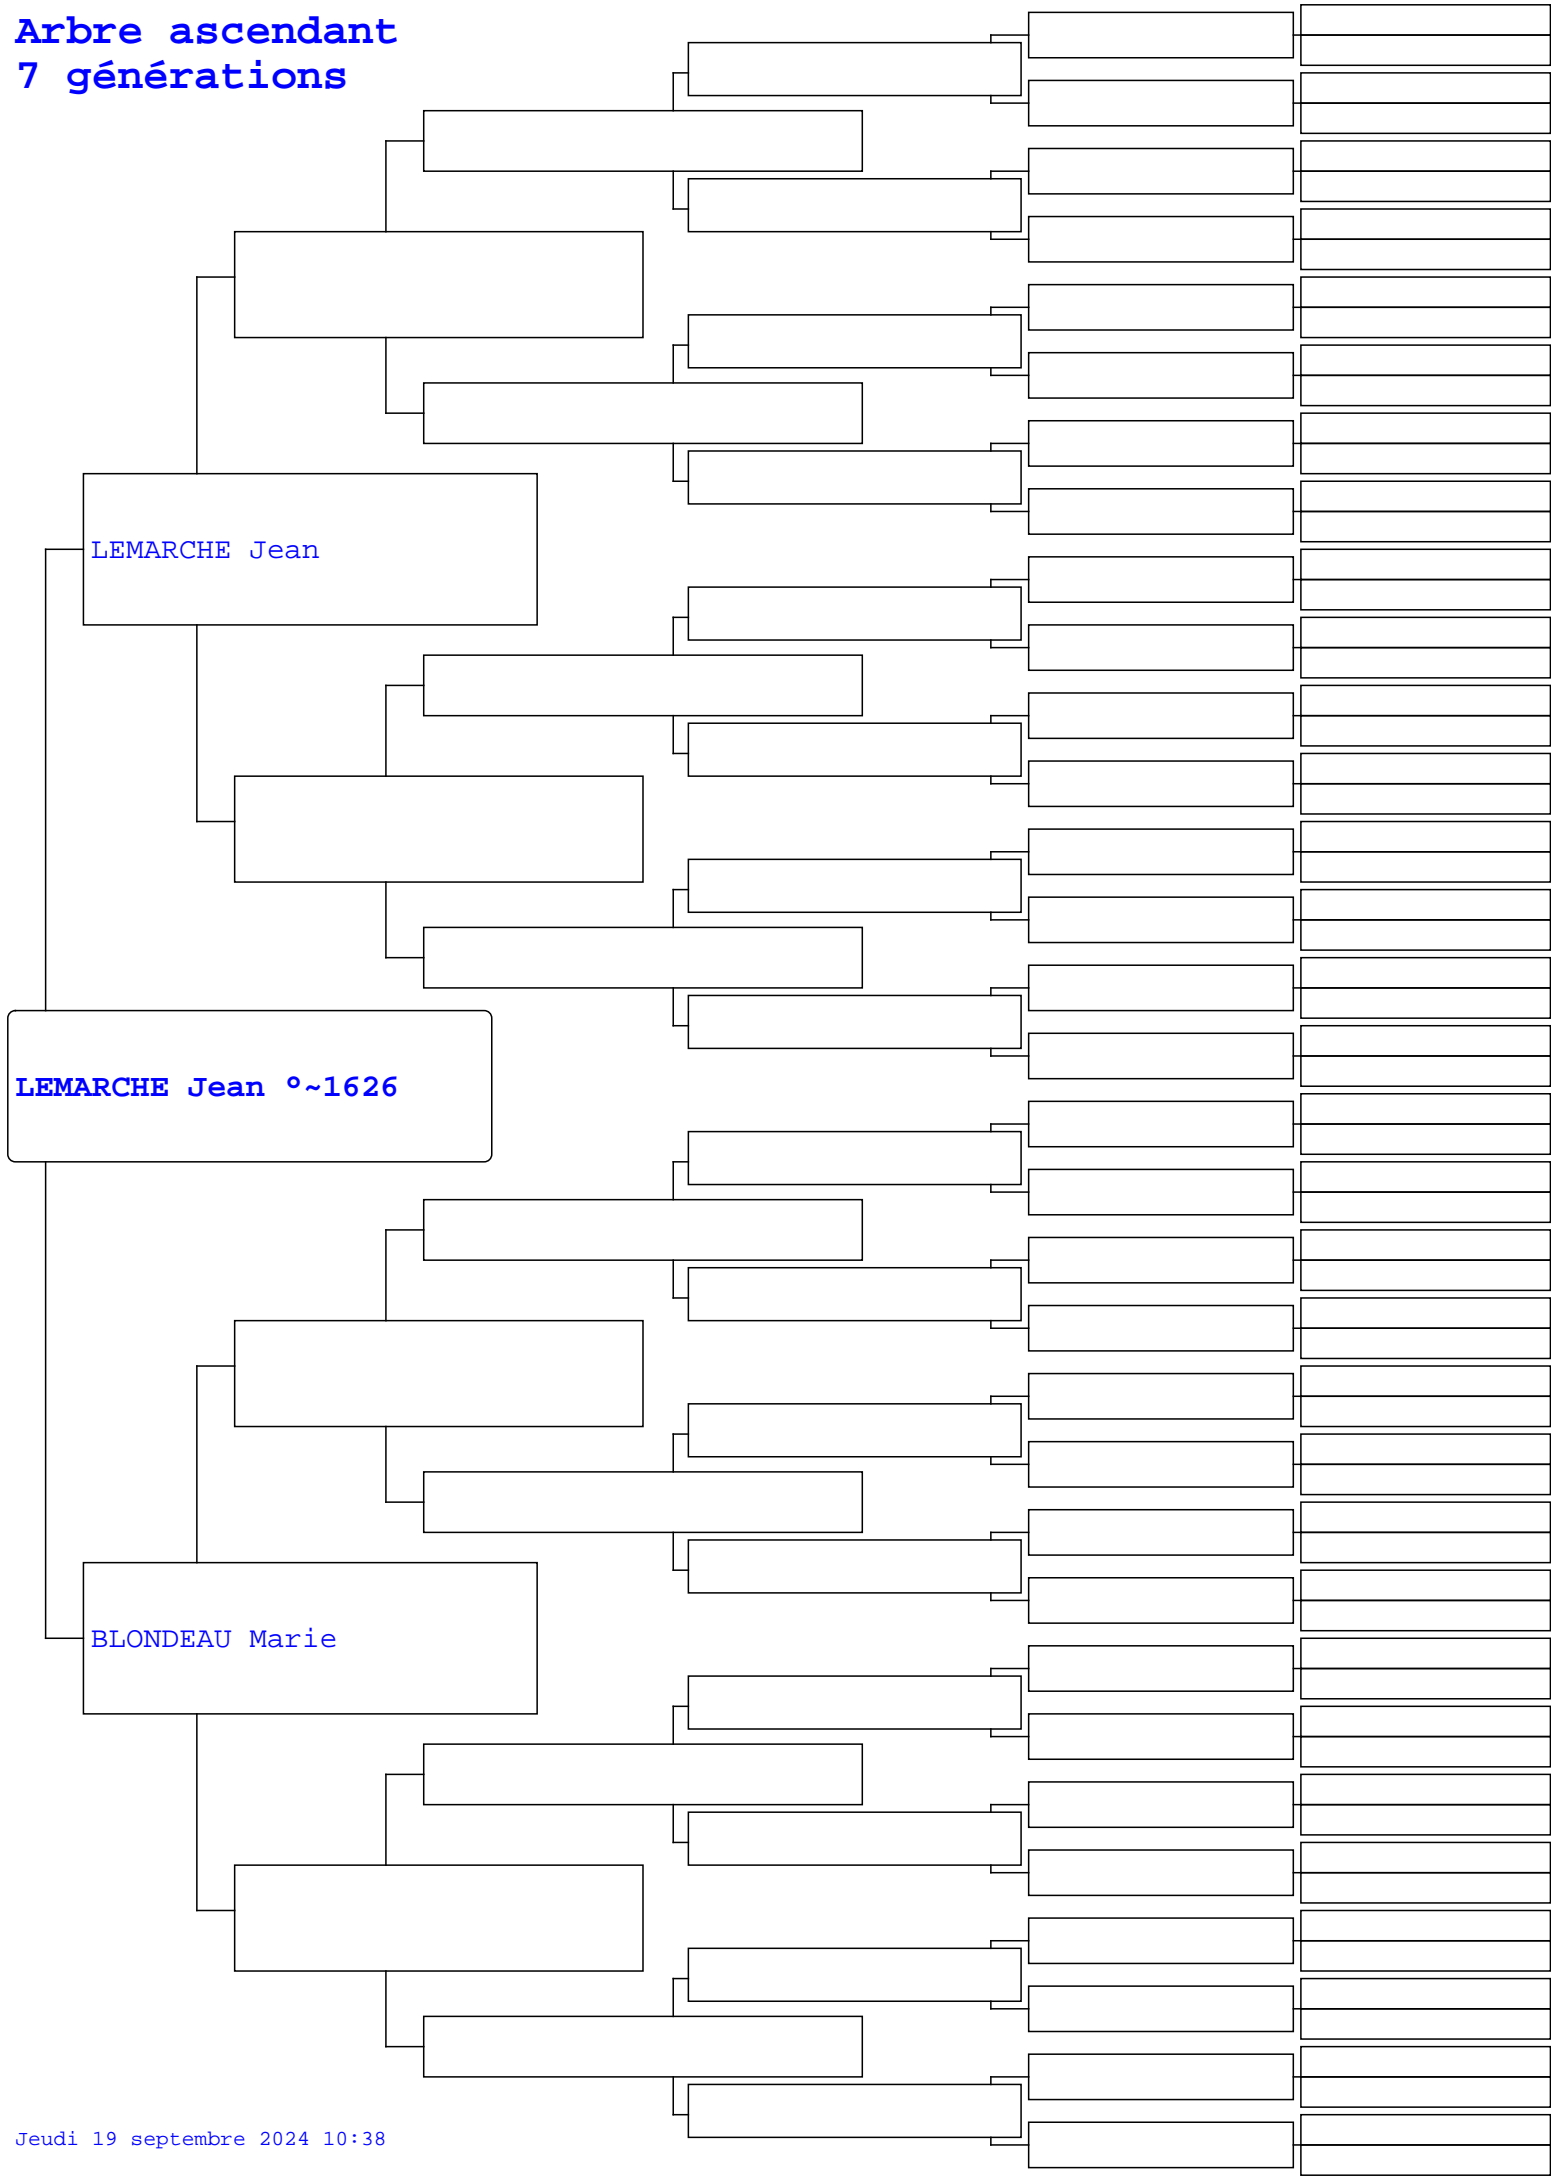 Arbre ascendant
7 générations
LEMARCHE Jean
LEMARCHE Jean °~1626
BLONDEAU Marie
Jeudi 19 septembre 2024 10:38